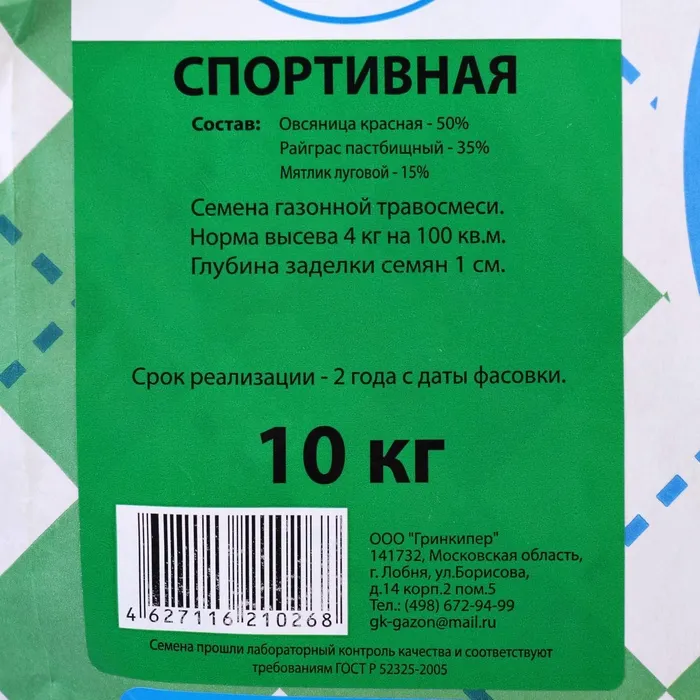 СПОРТИВНАЯ
Состав: Овсяница красная - 50%
Райграс пастбищный - 35%
Мятлик луговой - 15%
Семена газонной травосмеси.
Норма высева 4 кг на 100 кв.м.
Глубина заделки семян 1 см.
Срок реализации - 2 года с даты фасовки.
10 кг
ООО "Гринкипер"
141732, Московская область,
г. Лобня, ул.Борисова,
д.14 корп.2 пом.5
Тел.: (498) 672-94-99
gk-gazon@mail.ru
4 627116 210268
Семена прошли лабораторный контроль качества и соответствуют
требованиям ГОСТ Р 52325-2005